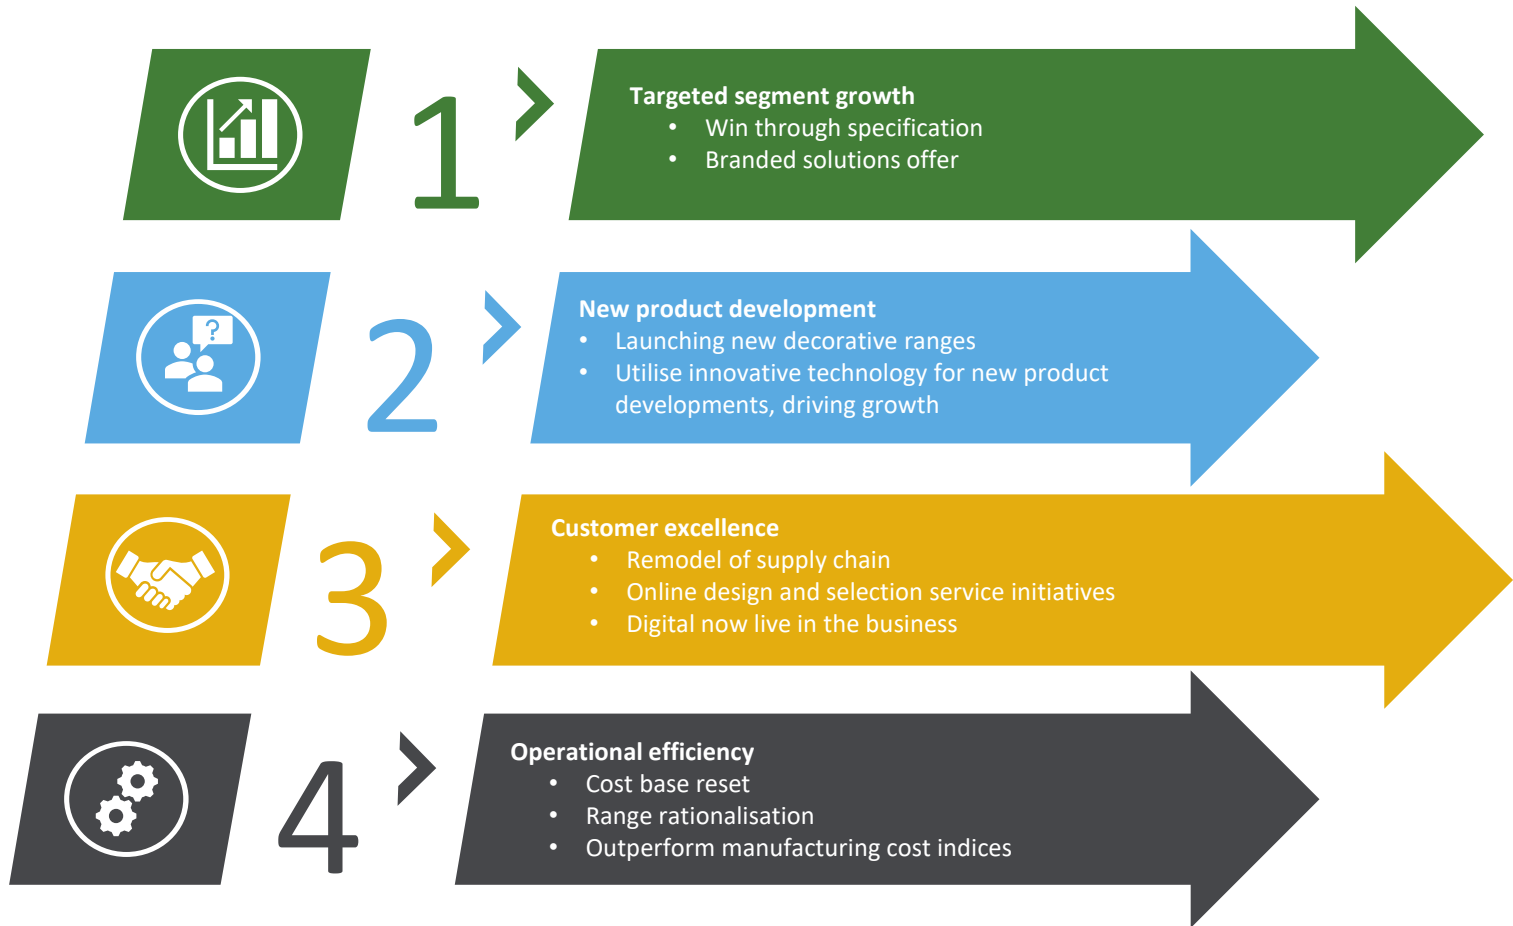 1
Targeted segment growth
• Win through specification
• Branded solutions offer
2
?
New product development
• Launching new decorative ranges
• Utilise innovative technology for new product
developments, driving growth
3
Customer excellence
• Remodel of supply chain
• Online design and selection service initiatives
• Digital now live in the business
4
Operational efficiency
• Cost base reset
• Range rationalisation
• Outperform manufacturing cost indices